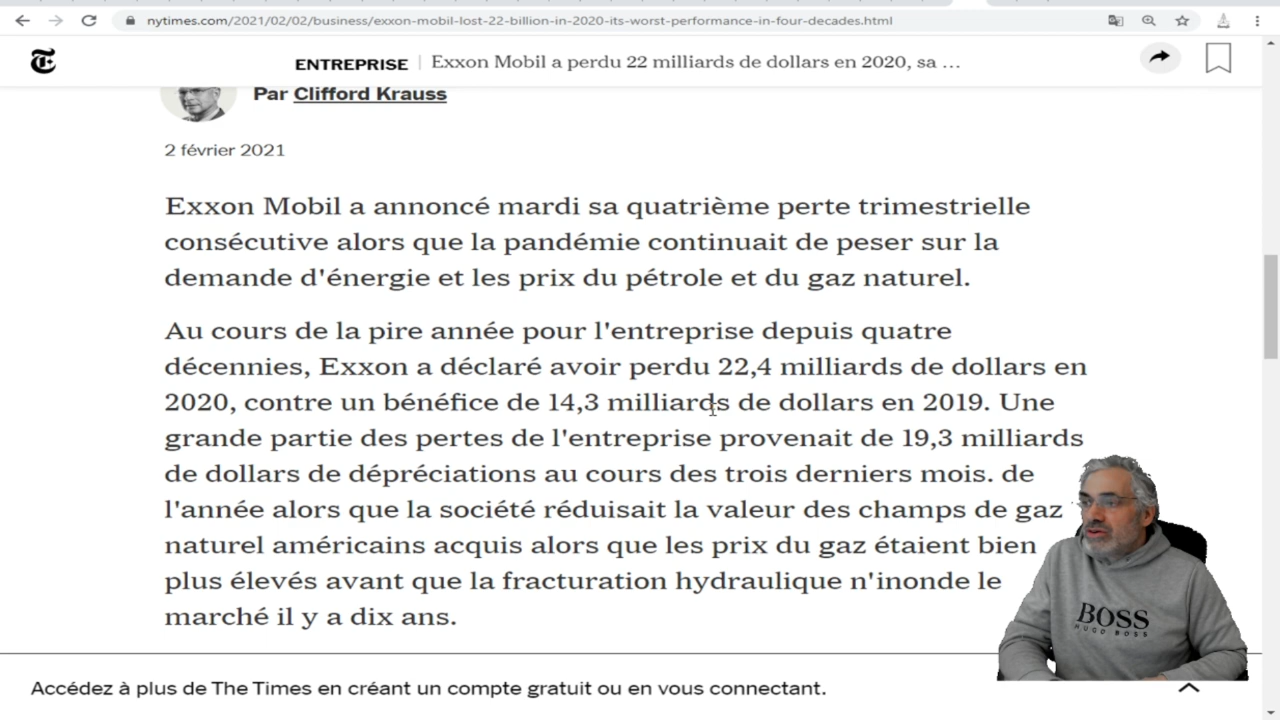 nytimes.com/2021/02/02/business/exxon-mobil-lost-22-billion-in-2020-its-worst-performance-in-four-decades.html
ENTREPRISE | Exxon Mobil a perdu 22 milliards de dollars en 2020, sa ...
Par Clifford Krauss
2 février 2021
Exxon Mobil a annoncé mardi sa quatrième perte trimestrielle
consécutive alors que la pandémie continuait de peser sur la
demande d'énergie et les prix du pétrole et du gaz naturel.
Au cours de la pire année pour l'entreprise depuis quatre
décennies, Exxon a déclaré avoir perdu 22,4 milliards de dollars en
2020, contre un bénéfice de 14,3 milliards de dollars en 2019. Une
grande partie des pertes de l'entreprise provenait de 19,3 milliards
de dollars de dépréciations au cours des trois derniers mois. de
l'année alors que la société réduisait la valeur des champs de gaz
naturel américains acquis alors que les prix du gaz étaient bien
plus élevés avant que la fracturation hydraulique n'inonde le
marché il y a dix ans.
BOSS
HUGO BOSS
Accédez à plus de The Times en créant un compte gratuit ou en vous connectant.